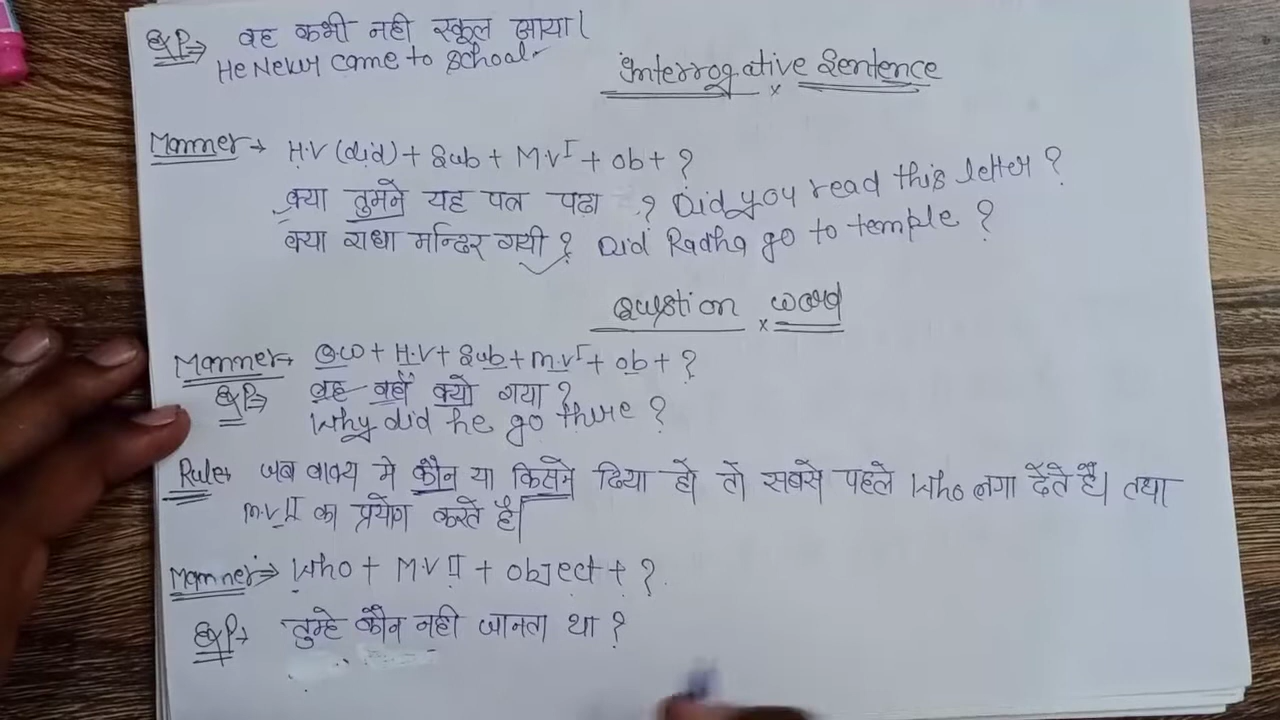 Exp⇒ वह कभी नही स्कूल आया।
He Never came to school.
Interrogative x Sentence
Manner → H.V (did) + Sub + M.V I + ob + ?
क्या तुमने यह पत्र पढ़ा ? Did you read this letter ?
क्या राधा मन्दिर गयी ? Did Radha go to temple ?
Question x word
Manner → Q.W + H.V + Sub + M.V I + ob + ?
Exp⇒ वह वहाँ क्यो गया ?
Why did he go there ?
Rule → जब वाक्य मे कौन या किसने दिया हो तो सबसे पहले Who लगा देते हैं। तथा
M.V II का प्रयोग करते है।
Manner ⇒ Who + M.V II + object + ?
Exp → तुम्हे कौन नही जानता था ?